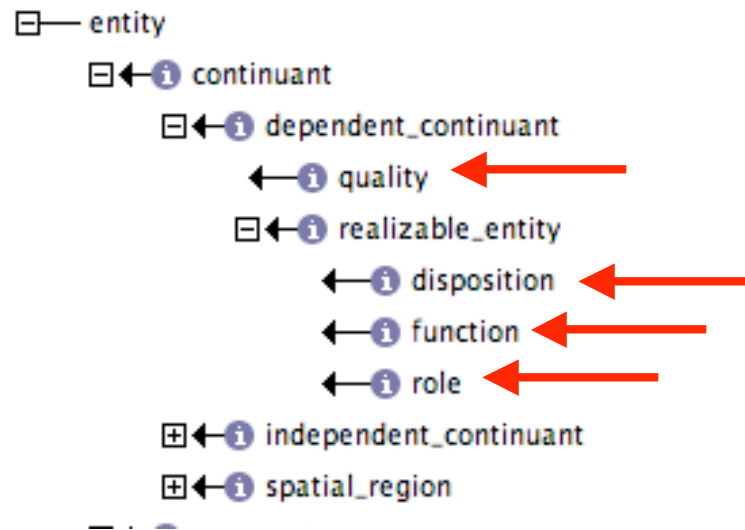 entity
continuant
dependent_continuant
quality
realizable_entity
disposition
function
role
independent_continuant
spatial_region